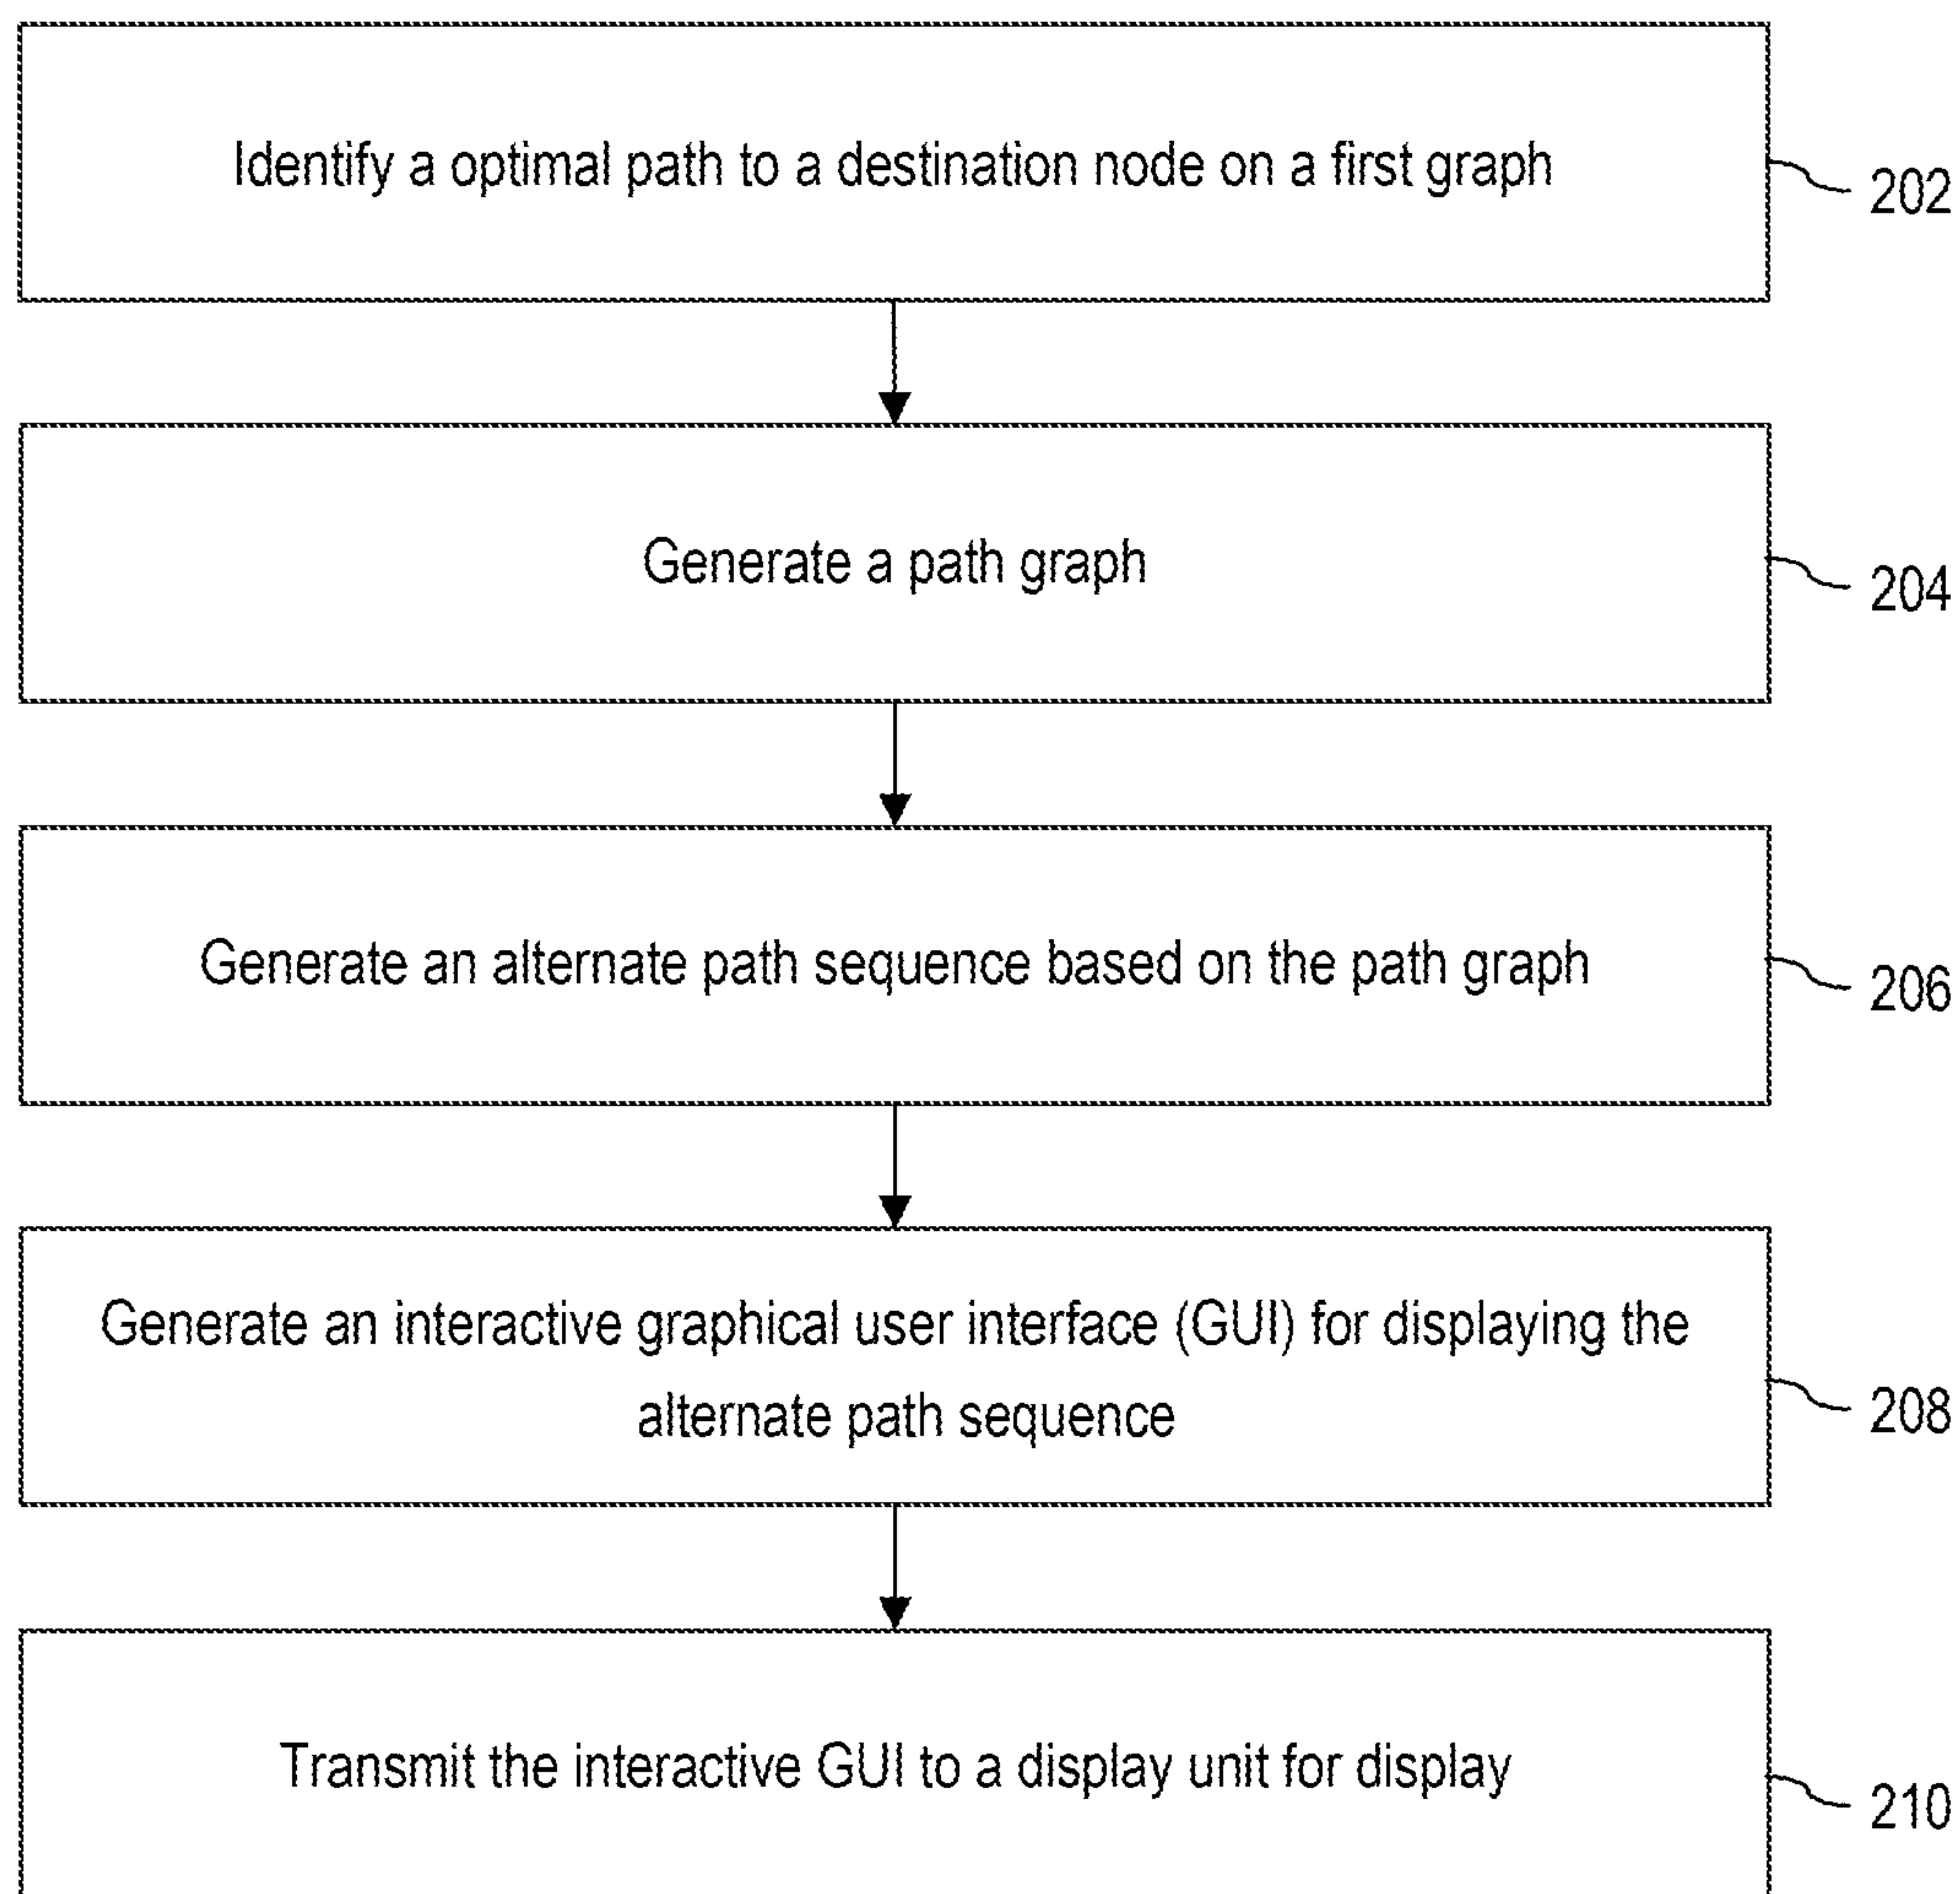 Identify a optimal path to a destination node on a first graph
202
Generate a path graph
204
Generate an alternate path sequence based on the path graph
206
Generate an interactive graphical user interface (GUI) for displaying the
alternate path sequence
208
Transmit the interactive GUI to a display unit for display
210